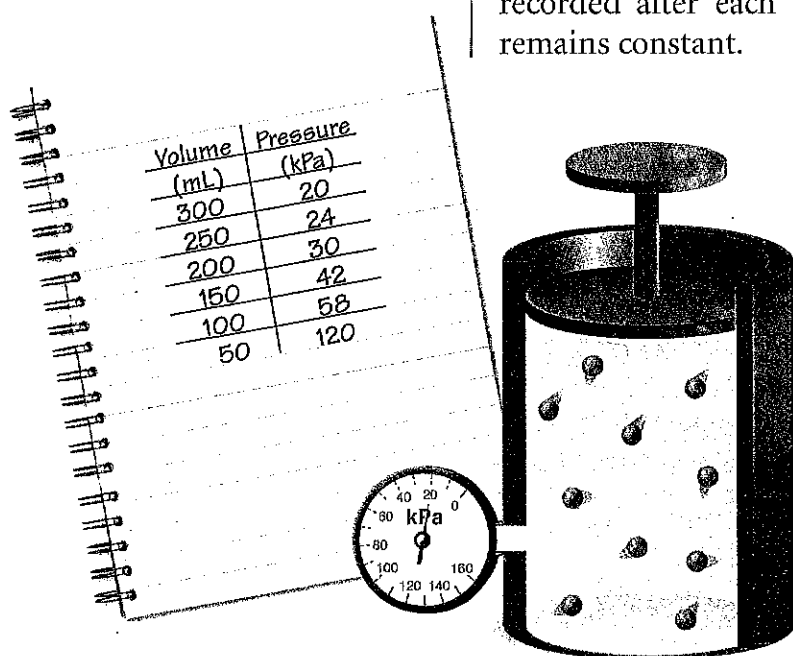 recorded after each
remains constant.
Volume Pressure
(mL) (kPa)
300 20
250 24
200 30
150 42
100 58
50 120
0
20
40
60
kPa
80
100
120 140
160